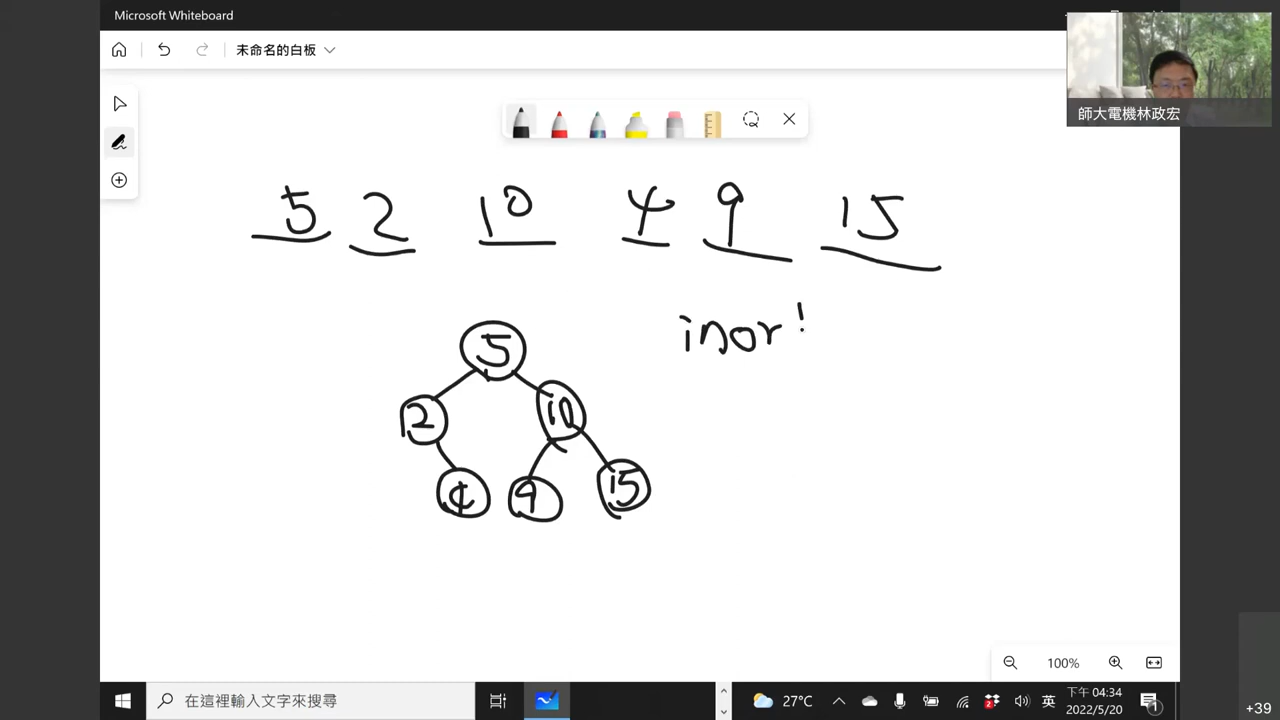 Microsoft Whiteboard
未命名的白板
師大電機林政宏
5 2 10 4 9 15
inor!
5
2 10
4 9 15
100%
在這裡輸入文字來搜尋
27°C
英
下午 04:34
2022/5/20
2
1
+39